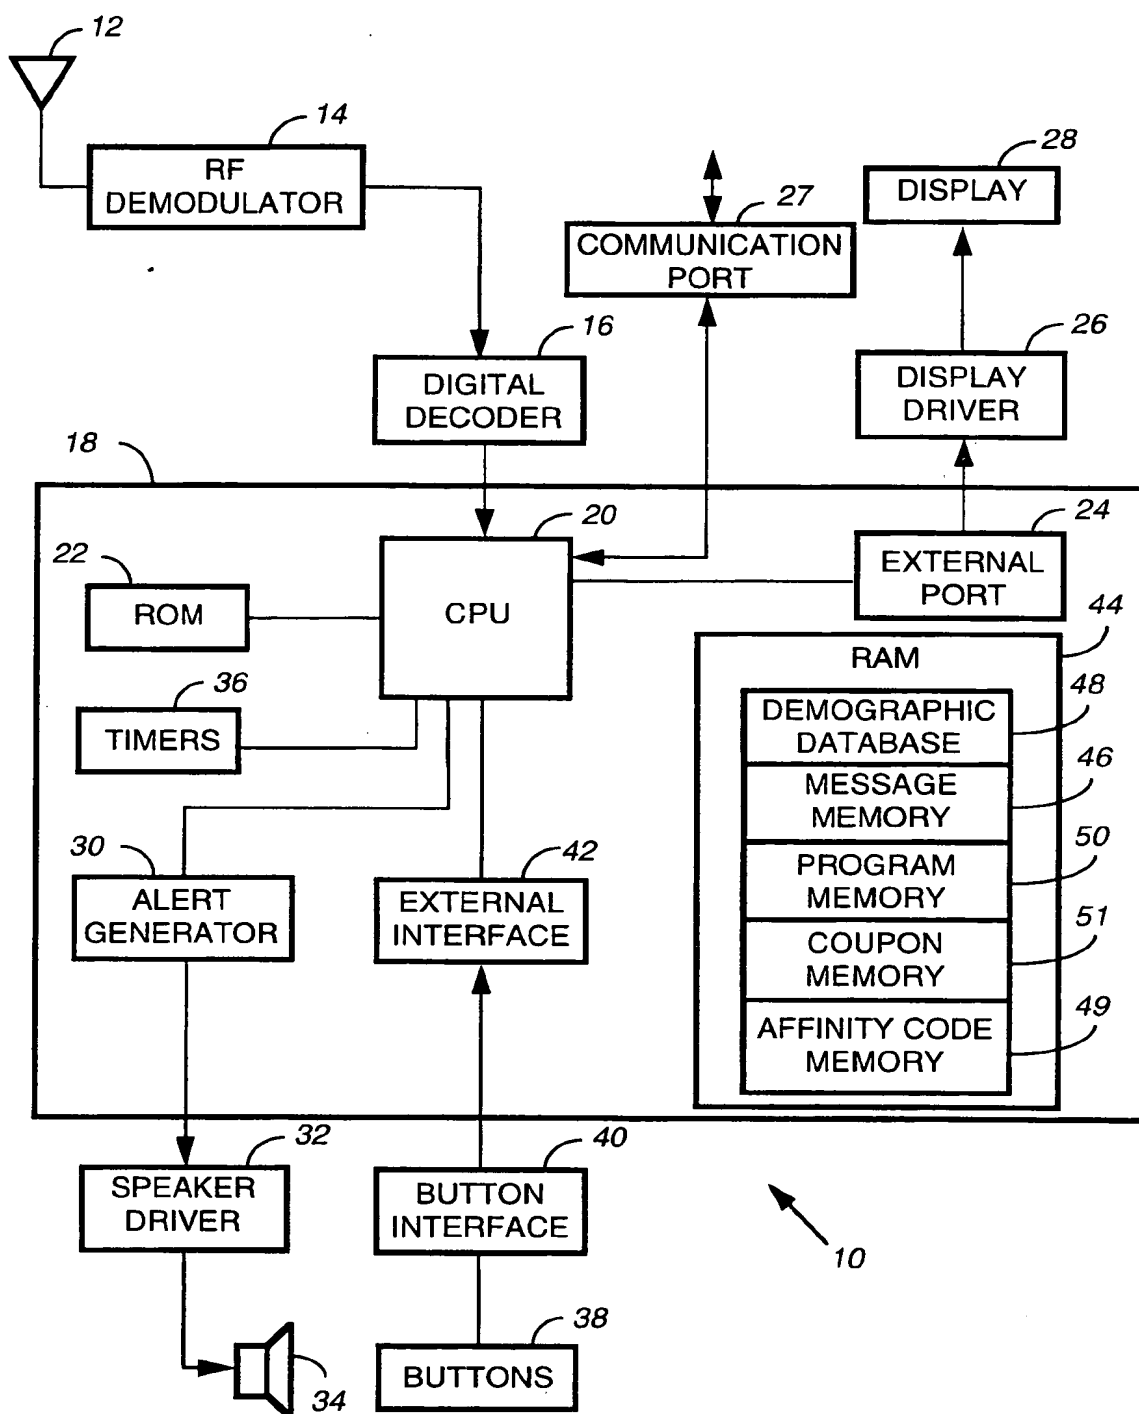 12
14
RF
DEMODULATOR
28
DISPLAY
27
COMMUNICATION
PORT
16
DIGITAL
DECODER
26
DISPLAY
DRIVER
18
20
CPU
24
EXTERNAL
PORT
22
ROM
36
TIMERS
44
RAM
48
DEMOGRAPHIC
DATABASE
46
MESSAGE
MEMORY
50
PROGRAM
MEMORY
51
COUPON
MEMORY
49
AFFINITY CODE
MEMORY
30
ALERT
GENERATOR
42
EXTERNAL
INTERFACE
32
SPEAKER
DRIVER
40
BUTTON
INTERFACE
10
34
38
BUTTONS